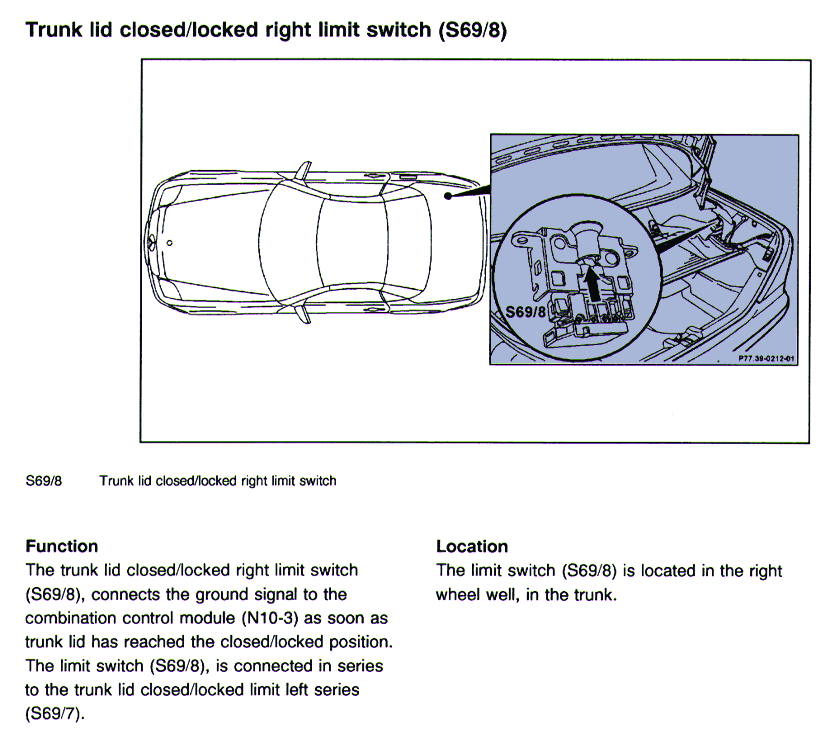 Trunk lid closed/locked right limit switch (S69/8)
S69/8
P77.39-0212-01
S69/8 Trunk lid closed/locked right limit switch
Function
The trunk lid closed/locked right limit switch
(S69/8), connects the ground signal to the
combination control module (N10-3) as soon as
trunk lid has reached the closed/locked position.
The limit switch (S69/8), is connected in series
to the trunk lid closed/locked limit left series
(S69/7).
Location
The limit switch (S69/8) is located in the right
wheel well, in the trunk.